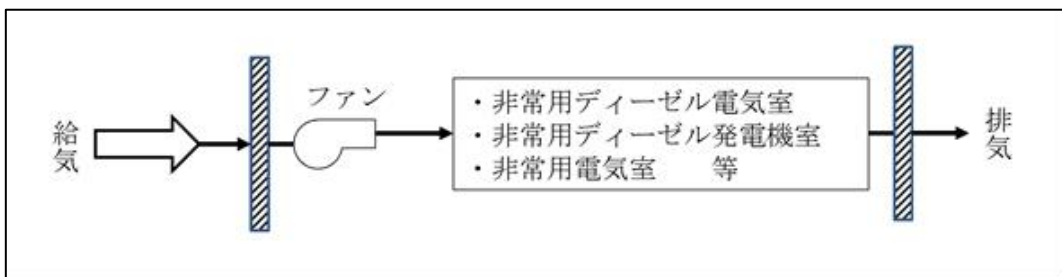 給気
ファン
・非常用ディーゼル電気室
・非常用ディーゼル発電機室
・非常用電気室　　等
排気